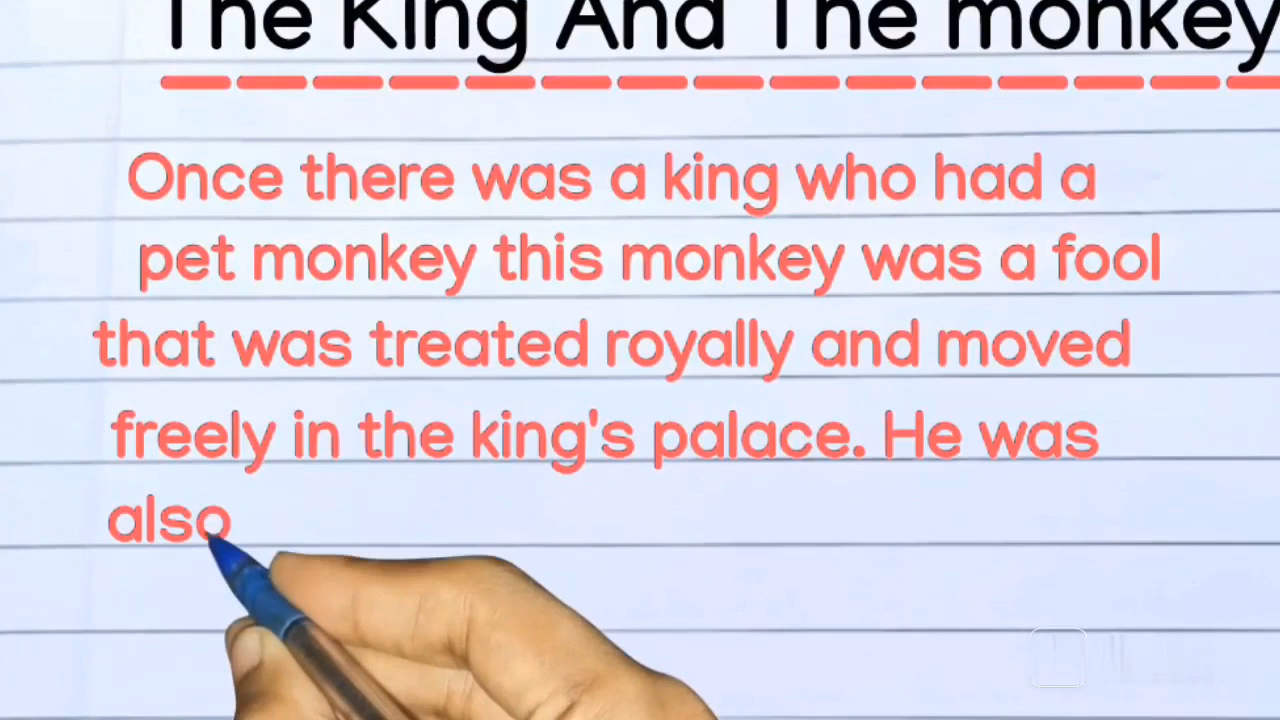 The King And The monkey
Once there was a king who had a
pet monkey this monkey was a fool
that was treated royally and moved
freely in the king's palace. He was
also